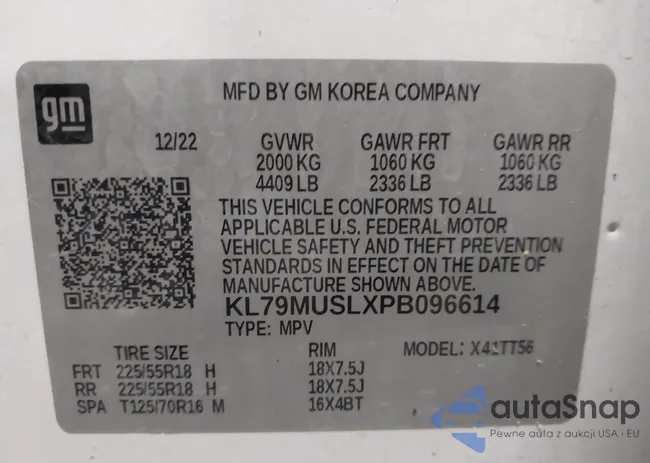 gm
MFD BY GM KOREA COMPANY
12/22 GVWR GAWR FRT GAWR RR
2000 KG 1060 KG 1060 KG
4409 LB 2336 LB 2336 LB
THIS VEHICLE CONFORMS TO ALL
APPLICABLE U.S. FEDERAL MOTOR
VEHICLE SAFETY AND THEFT PREVENTION
STANDARDS IN EFFECT ON THE DATE OF
MANUFACTURE SHOWN ABOVE.
KL79MUSLXPB096614
TYPE: MPV
TIRE SIZE RIM MODEL: X41TT56
FRT 225/55R18 H 18X7.5J
RR 225/55R18 H 18X7.5J
SPA T125/70R16 M 16X4BT
autaSnap
Pewne auta z aukcji USA i EU